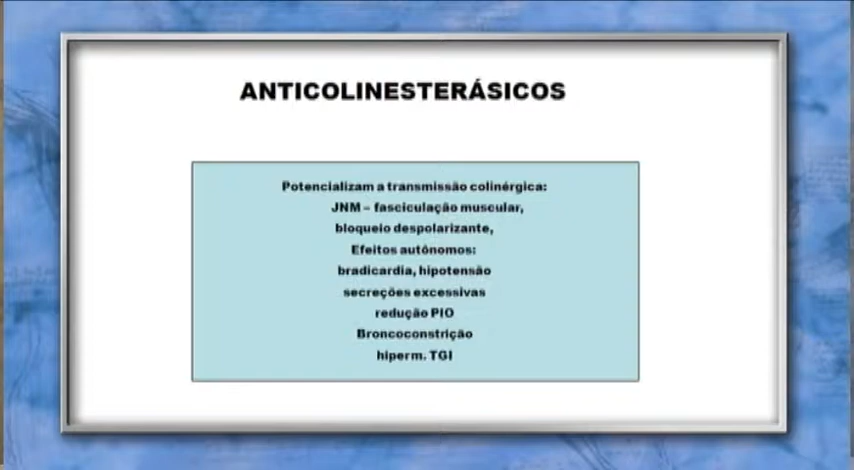 ANTICOLINESTERÁSICOS
Potencializam a transmissão colinérgica:
JNM – fasciculação muscular,
bloqueio despolarizante,
Efeitos autônomos:
bradicardia, hipotensão
secreções excessivas
redução PIO
Broncoconstrição
hiperm. TGI